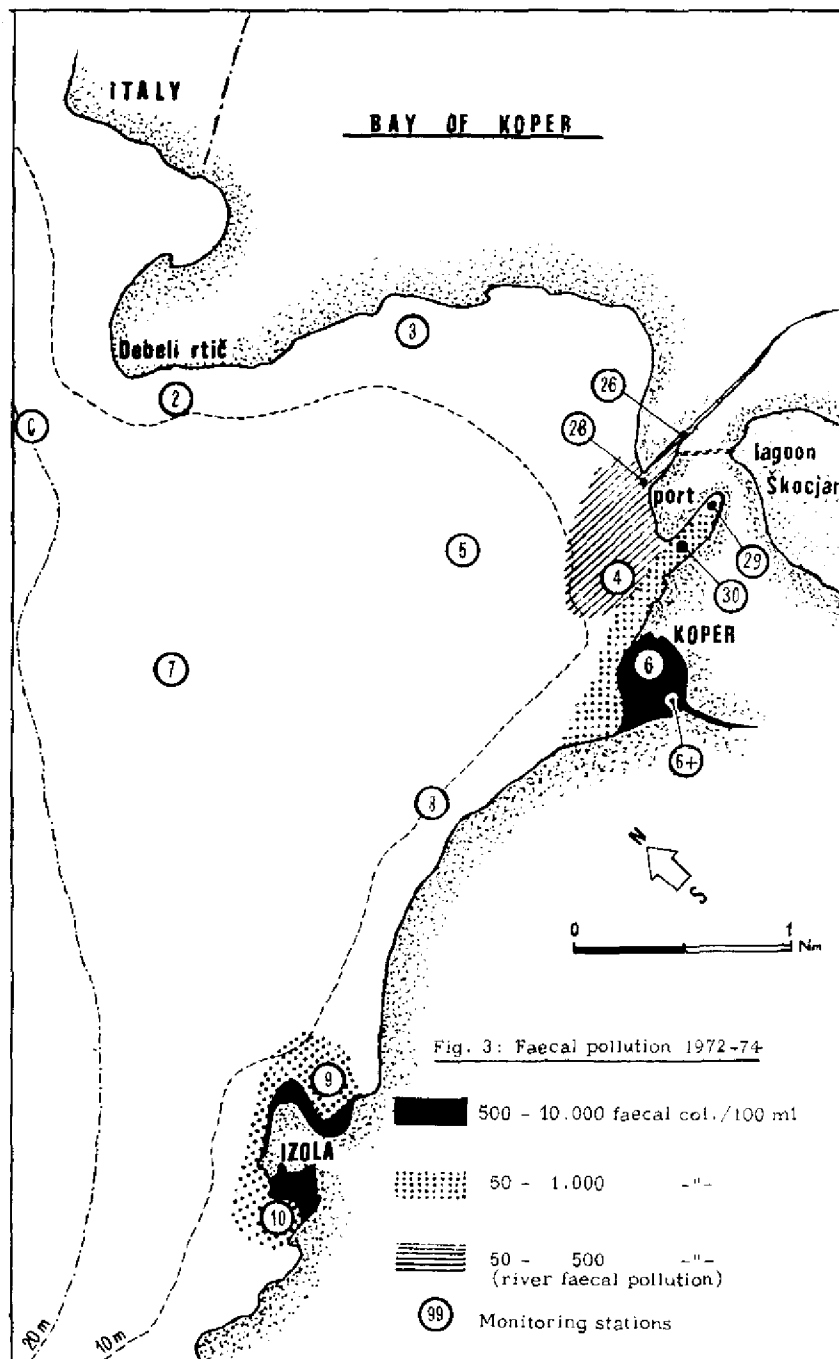 ITALY
BAY OF KOPER
Debeli rtič
3
2
26
28
lagoon
Škocjan
port
5
4
29
30
KOPER
6
7
6+
8
N
S
0 1
Nm
Fig. 3: Faecal pollution 1972-74
9
500 - 10.000 faecal col./100 ml
IZOLA
50 - 1.000 -"-
10
50 - 500 -"-
(river faecal pollution)
99 Monitoring stations
20 m
10 m